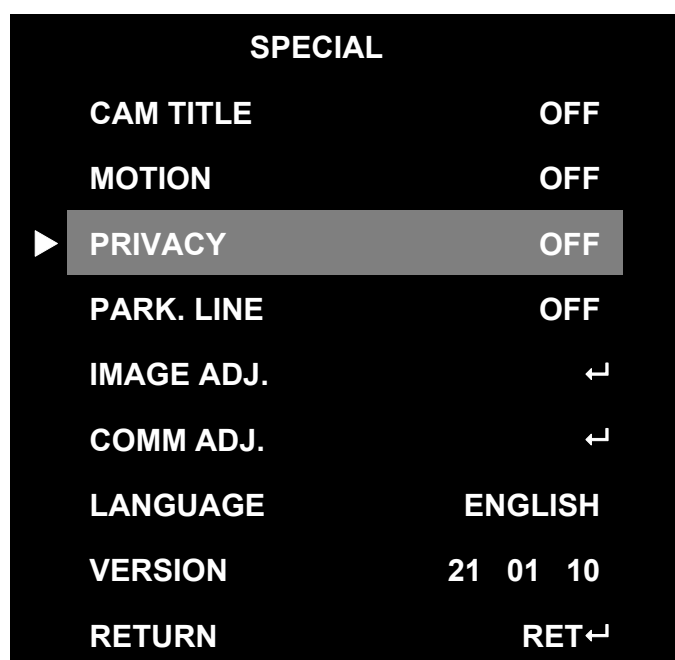 SPECIAL
CAM TITLE OFF
MOTION OFF
PRIVACY OFF
PARK. LINE OFF
IMAGE ADJ. ↵
COMM ADJ. ↵
LANGUAGE ENGLISH
VERSION 21 01 10
RETURN RET↵